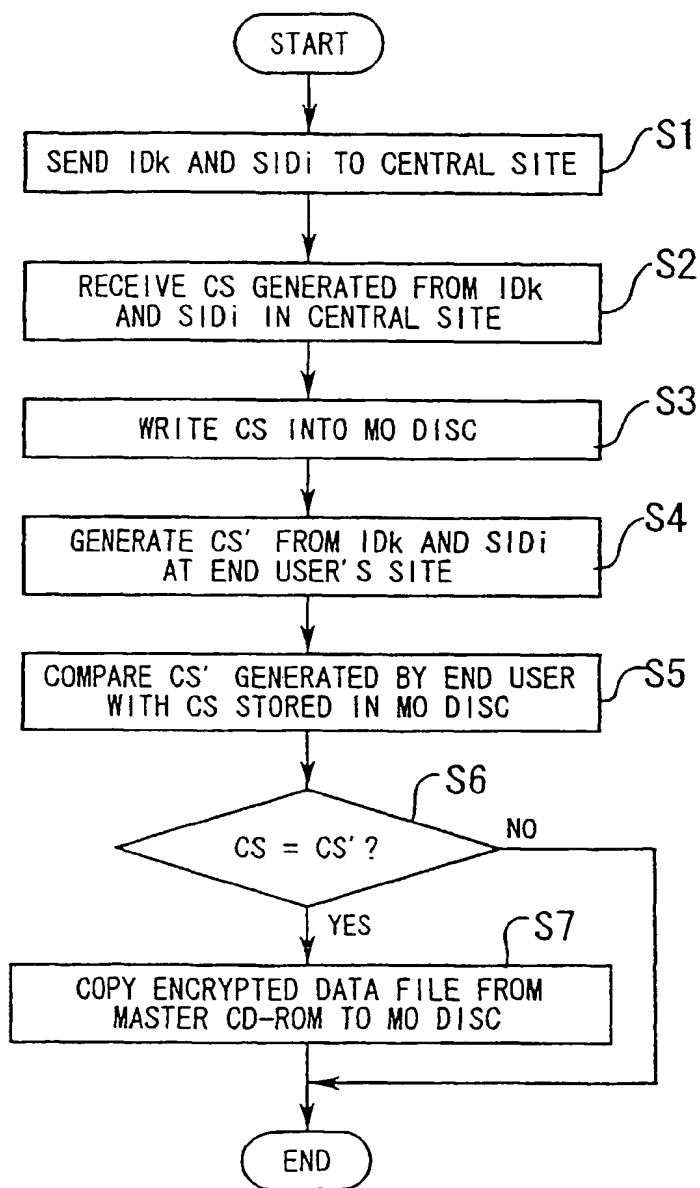 START
S1
SEND IDk AND SIDi TO CENTRAL SITE
S2
RECEIVE CS GENERATED FROM IDk
AND SIDi IN CENTRAL SITE
S3
WRITE CS INTO MO DISC
S4
GENERATE CS' FROM IDk AND SIDi
AT END USER'S SITE
S5
COMPARE CS' GENERATED BY END USER
WITH CS STORED IN MO DISC
S6
CS = CS'?
NO
YES
S7
COPY ENCRYPTED DATA FILE FROM
MASTER CD-ROM TO MO DISC
END